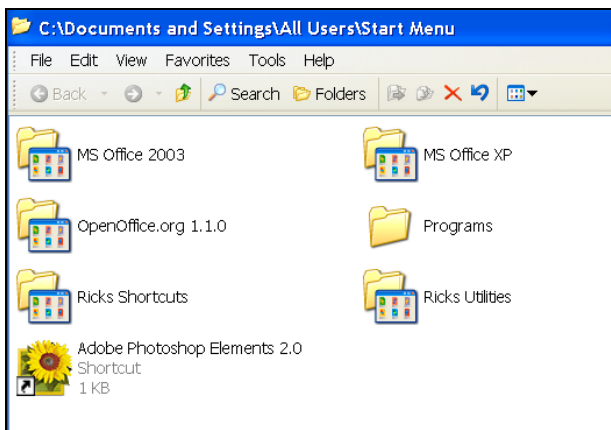 C:\Documents and Settings\All Users\Start Menu
File Edit View Favorites Tools Help
Back Search Folders
MS Office 2003 MS Office XP
OpenOffice.org 1.1.0 Programs
Ricks Shortcuts Ricks Utilities
Adobe Photoshop Elements 2.0
Shortcut
1 KB